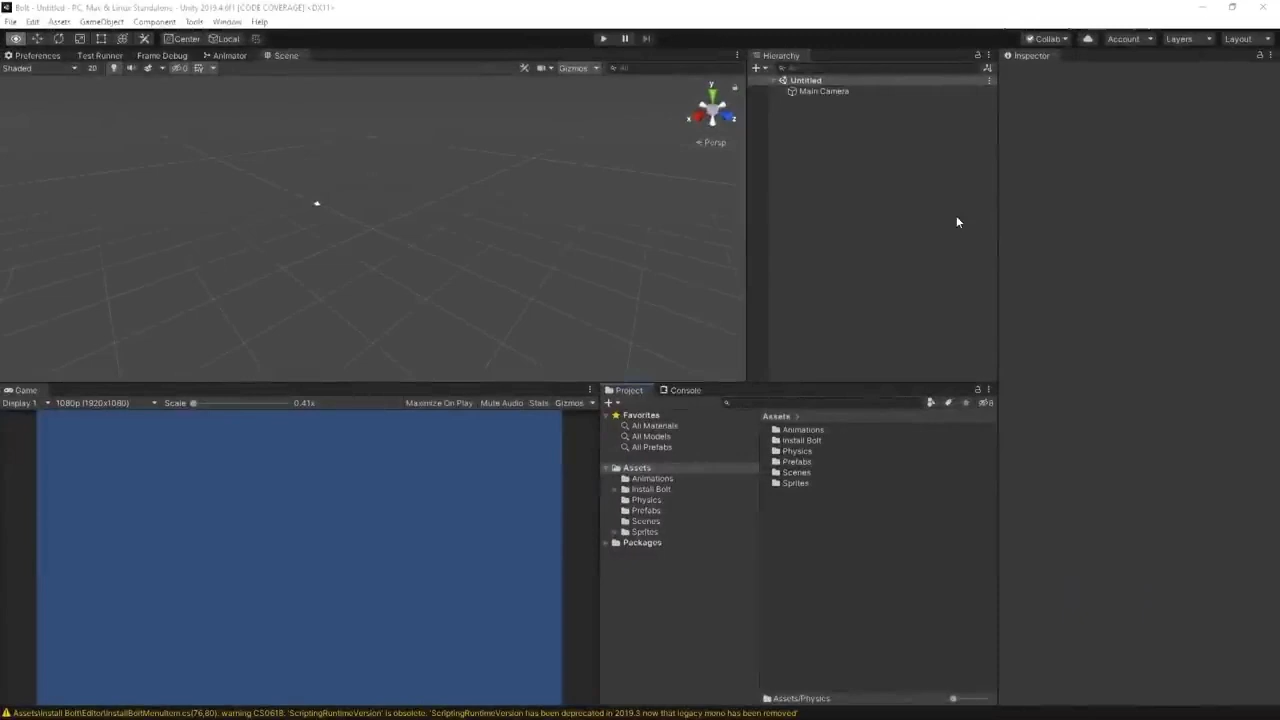 Bolt - Untitled - PC, Mac & Linux Standalone - Unity 2019.4.6f1 [CODE COVERAGE] <DX11>
File Edit Assets GameObject Component Tools Window Help
Center Local Collab Account Layers Layout
Preferences Test Runner Frame Debug Animator Scene
Shaded 2D 0 Gizmos All
y
x z
Persp
Hierarchy
All
Untitled
Main Camera
Inspector
Game
Display 1 1080p (1920x1080) Scale 0.41x Maximize On Play Mute Audio Stats Gizmos
Project Console
8
Favorites
All Materials
All Models
All Prefabs
Assets
Animations
Install Bolt
Physics
Prefabs
Scenes
Sprites
Packages
Assets >
Animations
Install Bolt
Physics
Prefabs
Scenes
Sprites
Assets/Physics
Assets\Install Bolt\Editor\InstallBoltMenuItem.cs(76,80): warning CS0618: 'ScriptingRuntimeVersion' is obsolete: 'ScriptingRuntimeVersion has been deprecated in 2019.3 now that legacy mono has been removed'